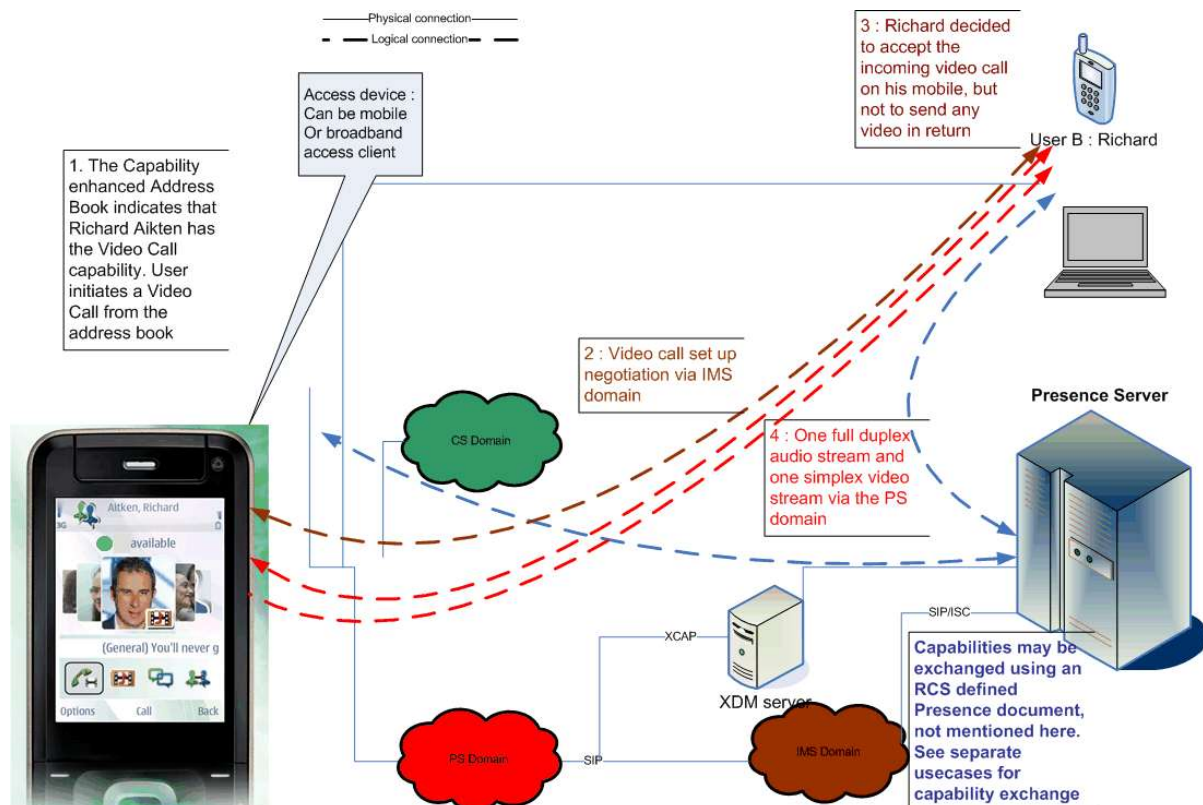 Physical connection
Logical connection
Access device :
Can be mobile
Or broadband
access client
3 : Richard decided
to accept the
incoming video call
on his mobile, but
not to send any
video in return
User B : Richard
1. The Capability
enhanced Address
Book indicates that
Richard Aikten has
the Video Call
capability. User
initiates a Video
Call from the
address book
2 : Video call set up
negotiation via IMS
domain
Presence Server
CS Domain
4 : One full duplex
audio stream and
one simplex video
stream via the PS
domain
Aitken, Richard
3G
available
(General) You'll never g
Options Call Back
XCAP
SIP/ISC
XDM server
PS Domain
SIP
IMS Domain
Capabilities may be
exchanged using an
RCS defined
Presence document,
not mentioned here.
See separate
usecases for
capability exchange